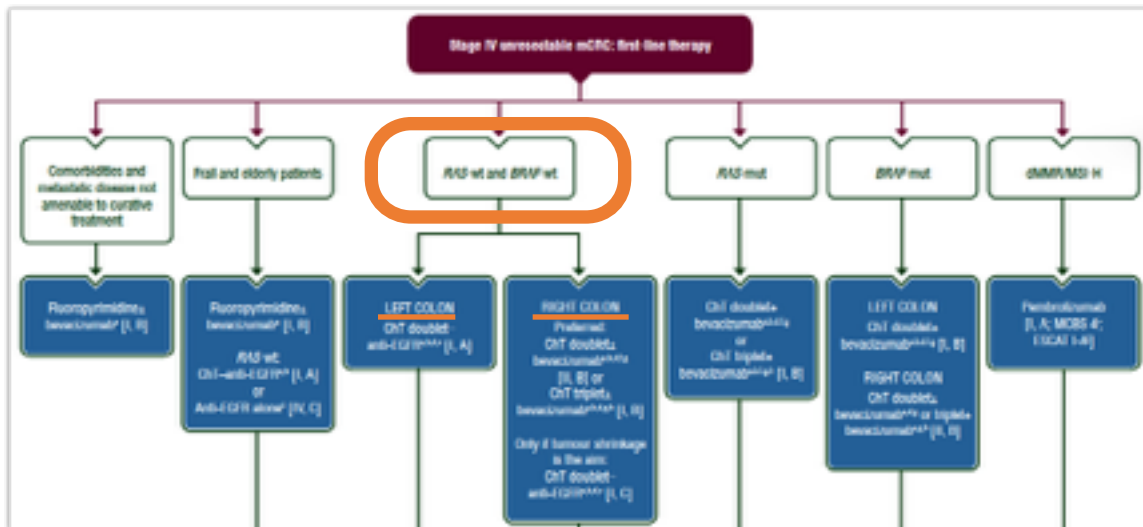 Stage IV unresectable mCRC: first-line therapy
Comorbidities and
metastatic disease not
amenable to curative
treatment
Frail and elderly patients
RAS-wt and BRAF-wt
RAS-mut
BRAF-mut
dMMR/MSI-H
Fluoropyrimidine±
bevacizumab [I, B]
Fluoropyrimidine±
bevacizumab [I, B]
RAS-wt:
ChT–anti-EGFR [I, A]
or
Anti-EGFR alone [IV, C]
LEFT COLON
ChT doublet–
anti-EGFR [I, A]
RIGHT COLON
Preferred:
ChT doublet±
bevacizumab
[II, B] or
ChT triplet±
bevacizumab [I, B]
Only if tumour shrinkage
is the aim:
ChT doublet–
anti-EGFR [I, C]
ChT doublet+
bevacizumab
or
ChT triplet+
bevacizumab [I, B]
LEFT COLON
ChT doublet+
bevacizumab [I, B]
RIGHT COLON
ChT doublet±
bevacizumab or triplet+
bevacizumab [II, B]
Pembrolizumab
[I, A; MCBS 4;
ESCAT I-A]